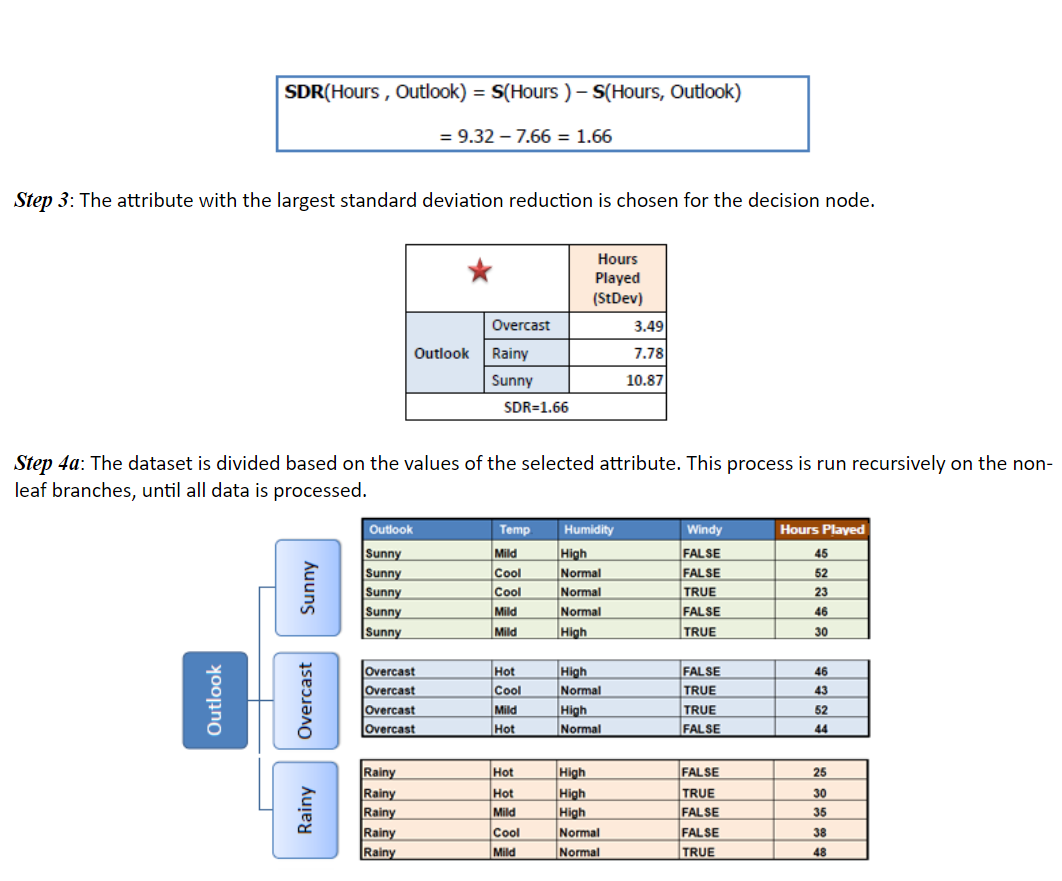 SDR(Hours , Outlook) = S(Hours ) – S(Hours, Outlook)
= 9.32 – 7.66 = 1.66
Step 3: The attribute with the largest standard deviation reduction is chosen for the decision node.
Hours
Played
(StDev)
Overcast 3.49
Outlook Rainy 7.78
Sunny 10.87
SDR=1.66
Step 4a: The dataset is divided based on the values of the selected attribute. This process is run recursively on the non-
leaf branches, until all data is processed.
Outlook Temp Humidity Windy Hours Played
Sunny Mild High FALSE 45
Sunny Cool Normal FALSE 52
Sunny Cool Normal TRUE 23
Sunny Mild Normal FALSE 46
Sunny Mild High TRUE 30
Sunny
Overcast Hot High FALSE 46
Overcast Cool Normal TRUE 43
Overcast Mild High TRUE 52
Overcast Hot Normal FALSE 44
Outlook
Overcast
Rainy Hot High FALSE 25
Rainy Hot High TRUE 30
Rainy Mild High FALSE 35
Rainy Cool Normal FALSE 38
Rainy Mild Normal TRUE 48
Rainy